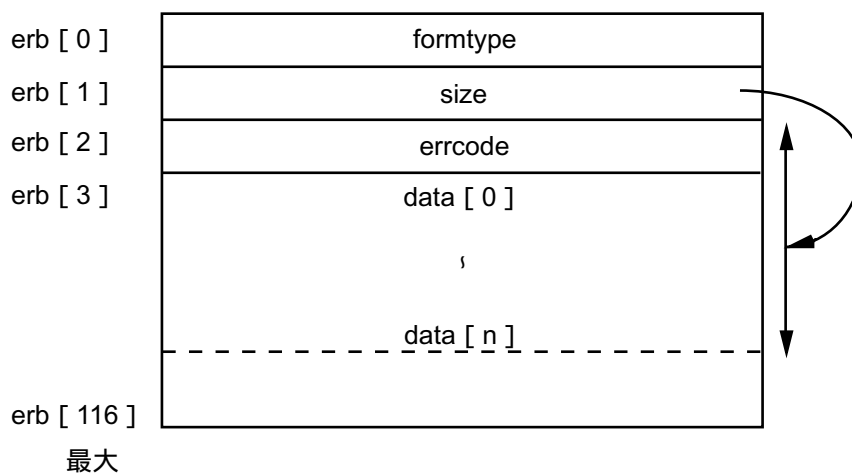 erb [ 0 ] formtype
erb [ 1 ] size
erb [ 2 ] errcode
erb [ 3 ] data [ 0 ]
~
data [ n ]
erb [ 116 ]
最大